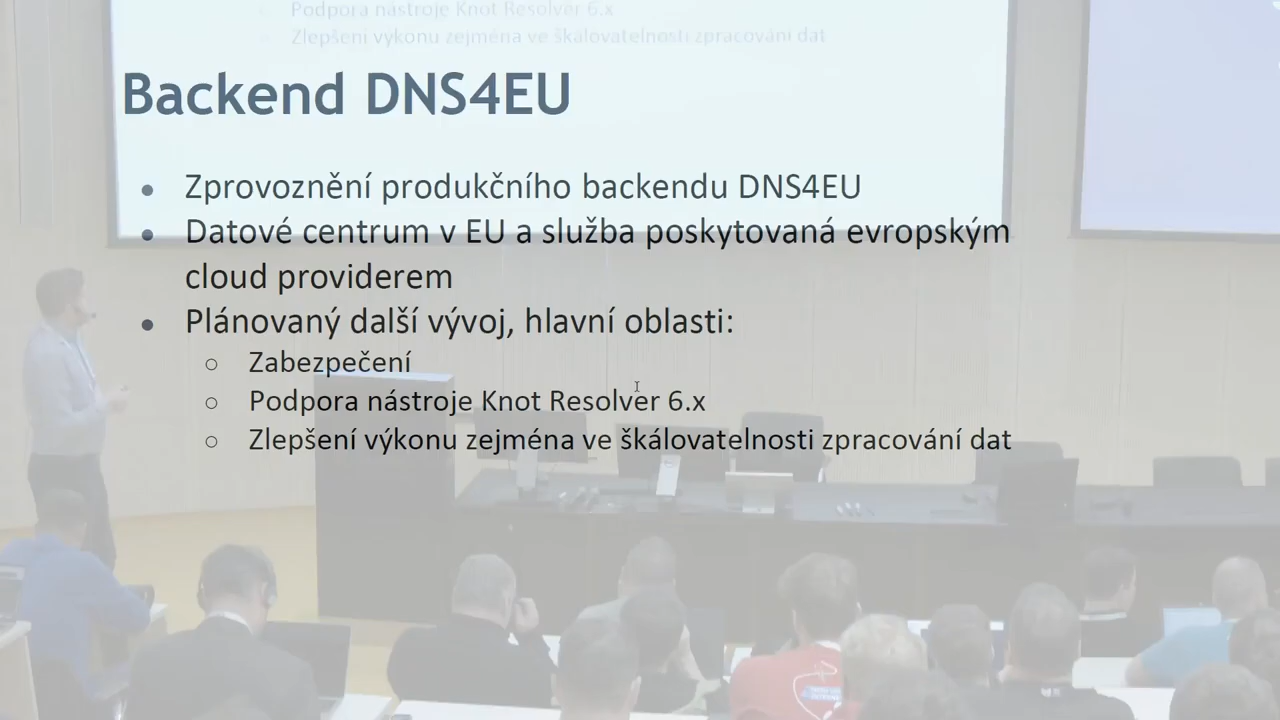 Podpora nástroje Knot Resolver 6.x
Zlepšení výkonu zejména ve škálovatelnosti zpracování dat
Backend DNS4EU
Zprovoznění produkčního backendu DNS4EU
Datové centrum v EU a služba poskytovaná evropským
cloud providerem
Plánovaný další vývoj, hlavní oblasti:
Zabezpečení
Podpora nástroje Knot Resolver 6.x
Zlepšení výkonu zejména ve škálovatelnosti zpracování dat